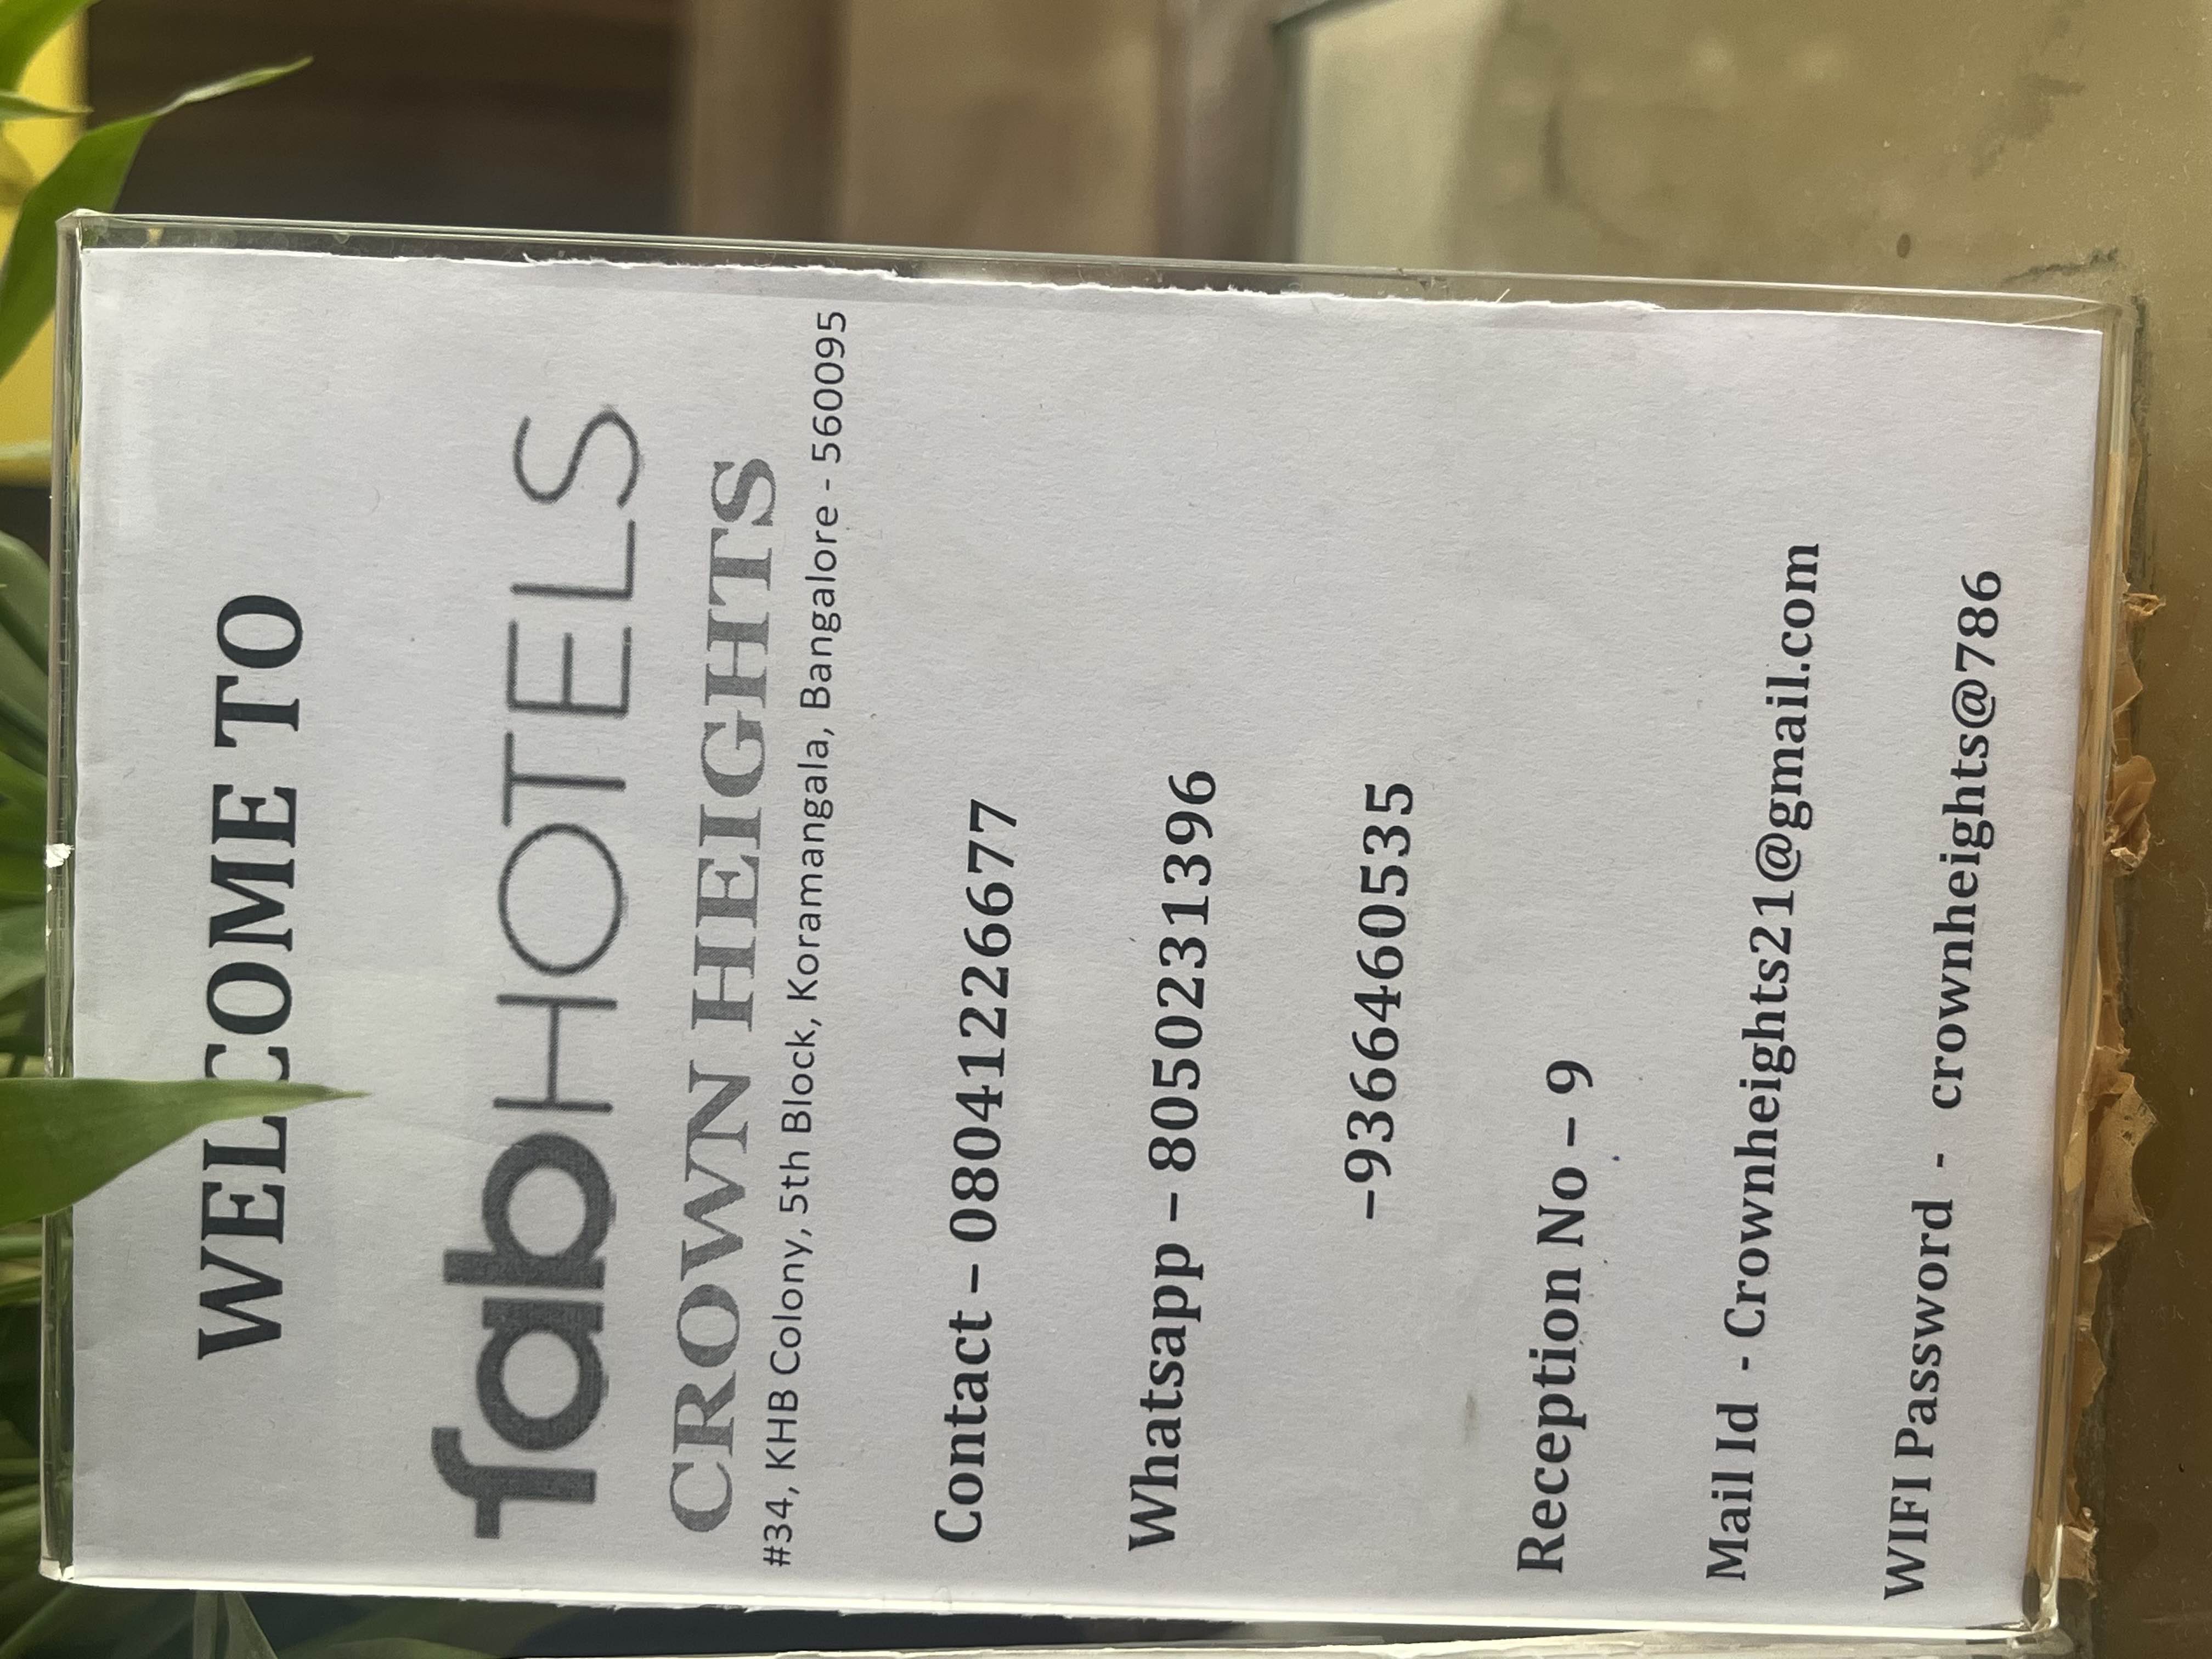 WELCOME TO
fabHOTELS
CROWN HEIGHTS
#34, KHB Colony, 5th Block, Koramangala, Bangalore - 560095
Contact – 08041226677
Whatsapp – 8050231396
–9366460535
Reception No – 9
Mail Id - Crownheights21@gmail.com
WIFI Password - crownheights@786